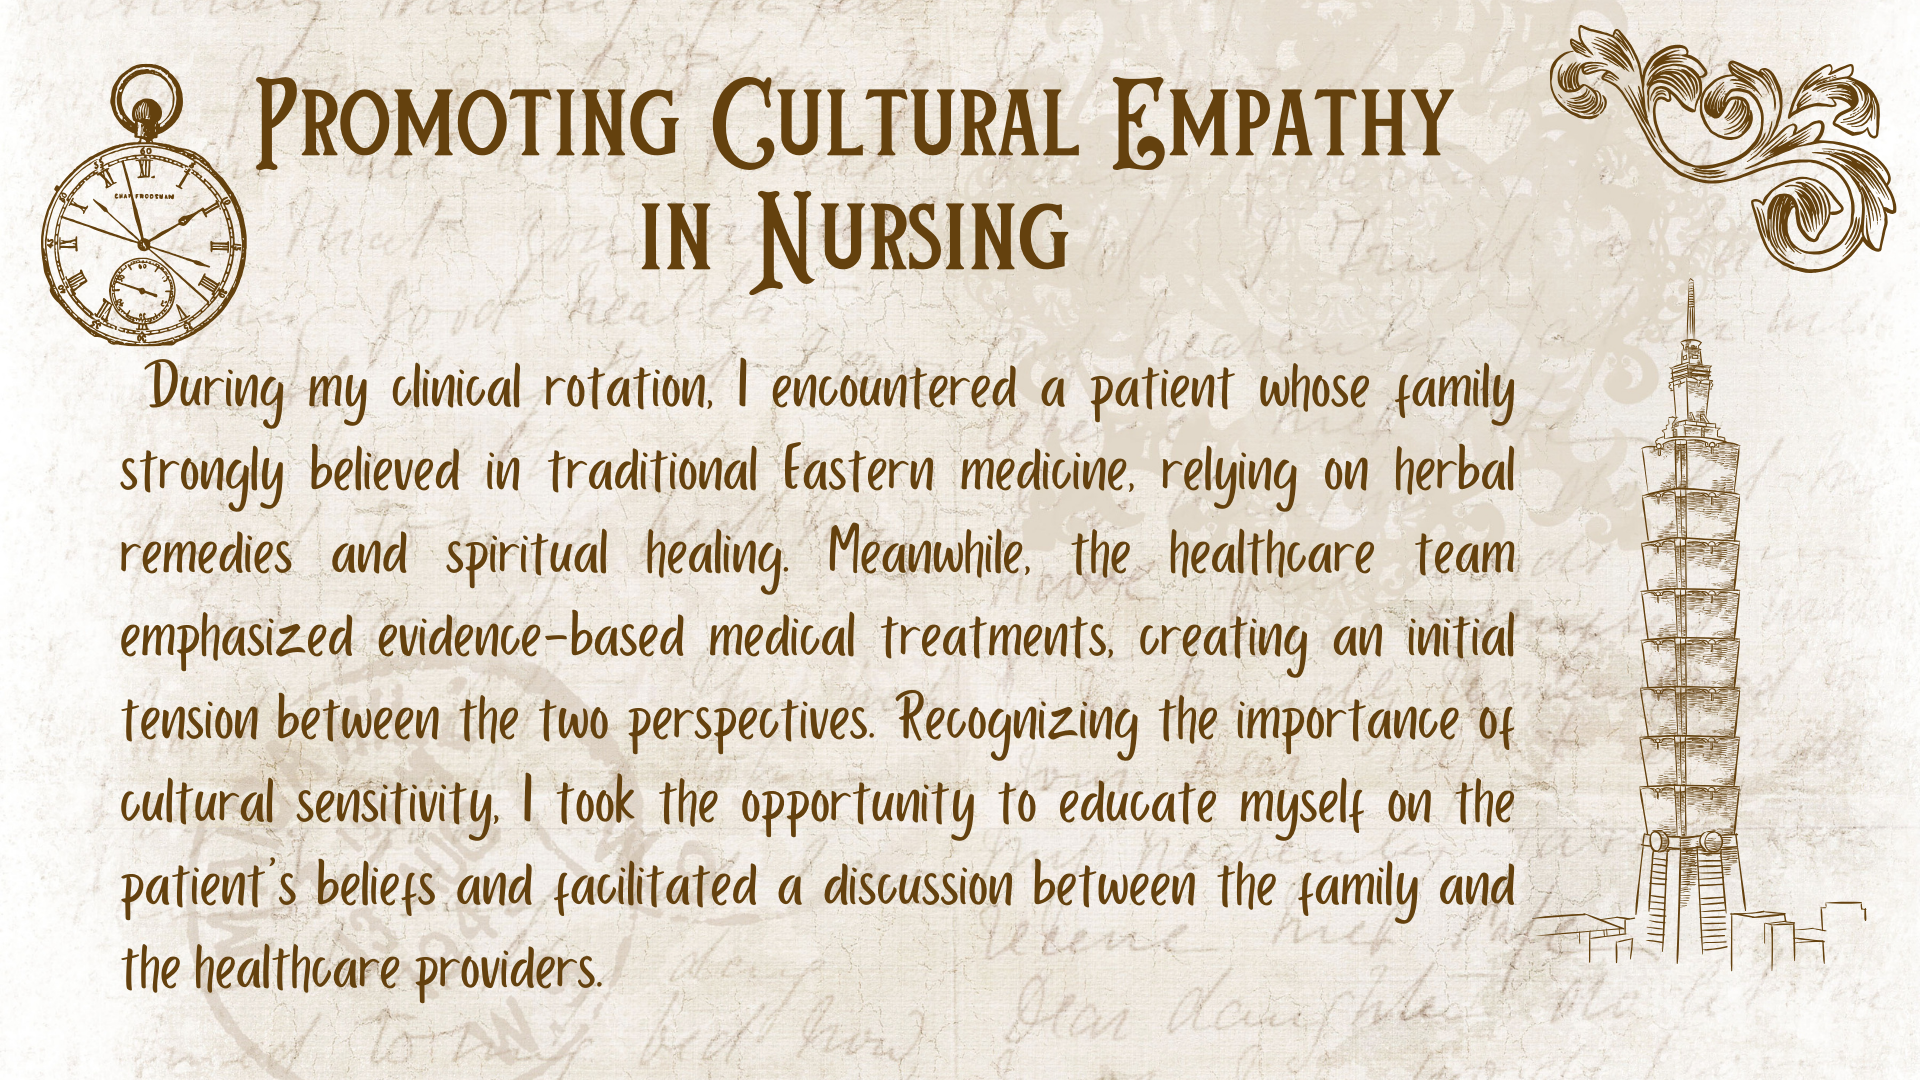 PROMOTING CULTURAL EMPATHY
IN NURSING
During my clinical rotation, I encountered a patient whose family
strongly believed in traditional Eastern medicine, relying on herbal
remedies and spiritual healing. Meanwhile, the healthcare team
emphasized evidence-based medical treatments, creating an initial
tension between the two perspectives. Recognizing the importance of
cultural sensitivity, I took the opportunity to educate myself on the
patient's beliefs and facilitated a discussion between the family and
the healthcare providers.